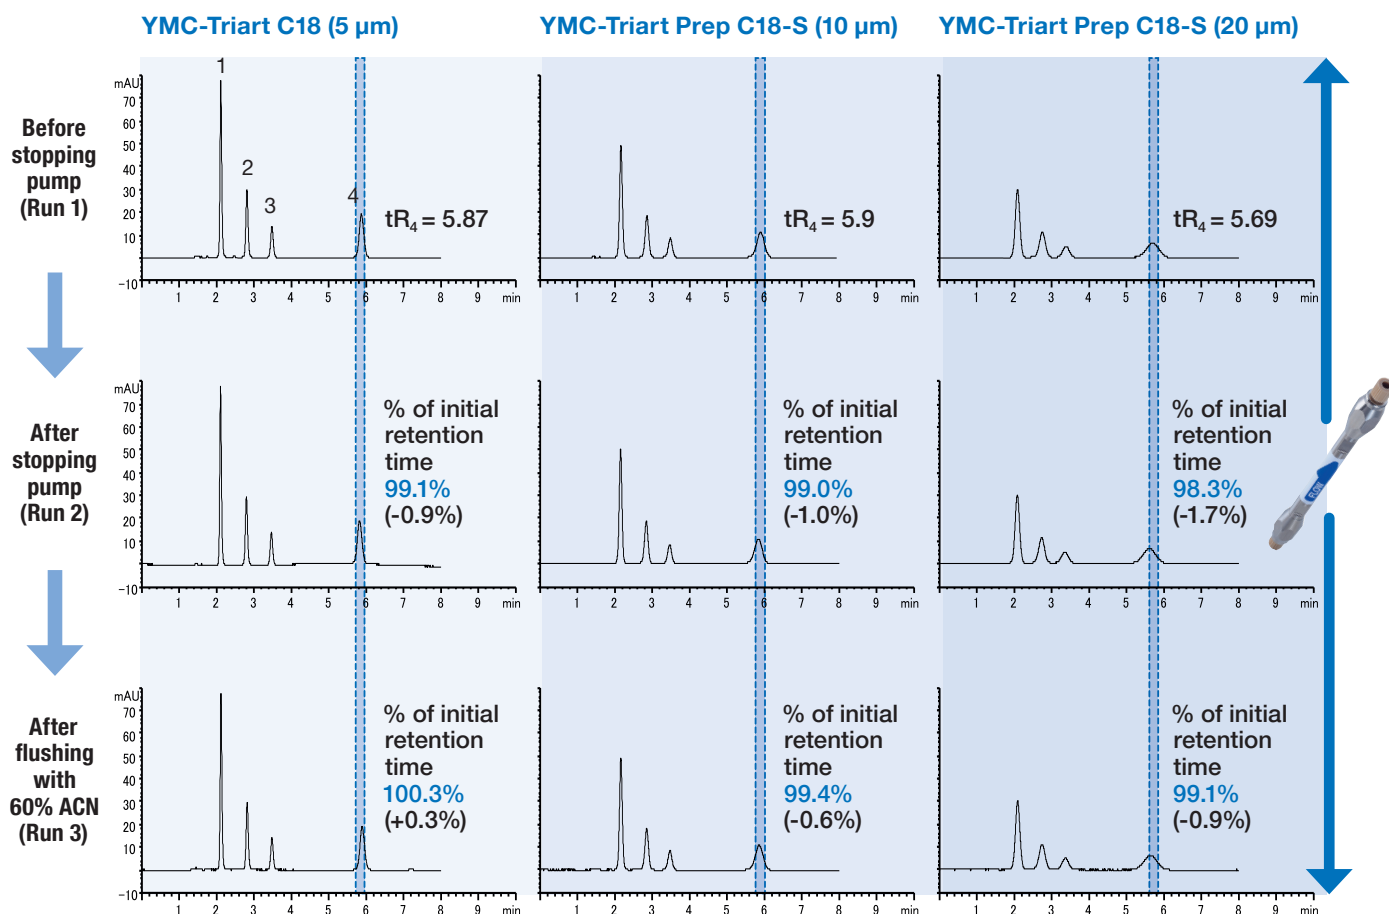 YMC-Triart C18 (5 µm)
YMC-Triart Prep C18-S (10 µm)
YMC-Triart Prep C18-S (20 µm)
Before
stopping
pump
(Run 1)
mAU
70
60
50
40
30
20
10
-10
1
2
3
4
tR4 = 5.87
1 2 3 4 5 6 7 8 9 min
tR4 = 5.9
1 2 3 4 5 6 7 8 9 min
tR4 = 5.69
1 2 3 4 5 6 7 8 9 min
After
stopping
pump
(Run 2)
mAU
70
60
50
40
30
20
10
-10
% of initial
retention
time
99.1%
(-0.9%)
1 2 3 4 5 6 7 8 9 min
% of initial
retention
time
99.0%
(-1.0%)
1 2 3 4 5 6 7 8 9 min
% of initial
retention
time
98.3%
(-1.7%)
1 2 3 4 5 6 7 8 9 min
FLOW
After
flushing
with
60% ACN
(Run 3)
mAU
70
60
50
40
30
20
10
-10
% of initial
retention
time
100.3%
(+0.3%)
1 2 3 4 5 6 7 8 9 min
% of initial
retention
time
99.4%
(-0.6%)
1 2 3 4 5 6 7 8 9 min
% of initial
retention
time
99.1%
(-0.9%)
1 2 3 4 5 6 7 8 9 min